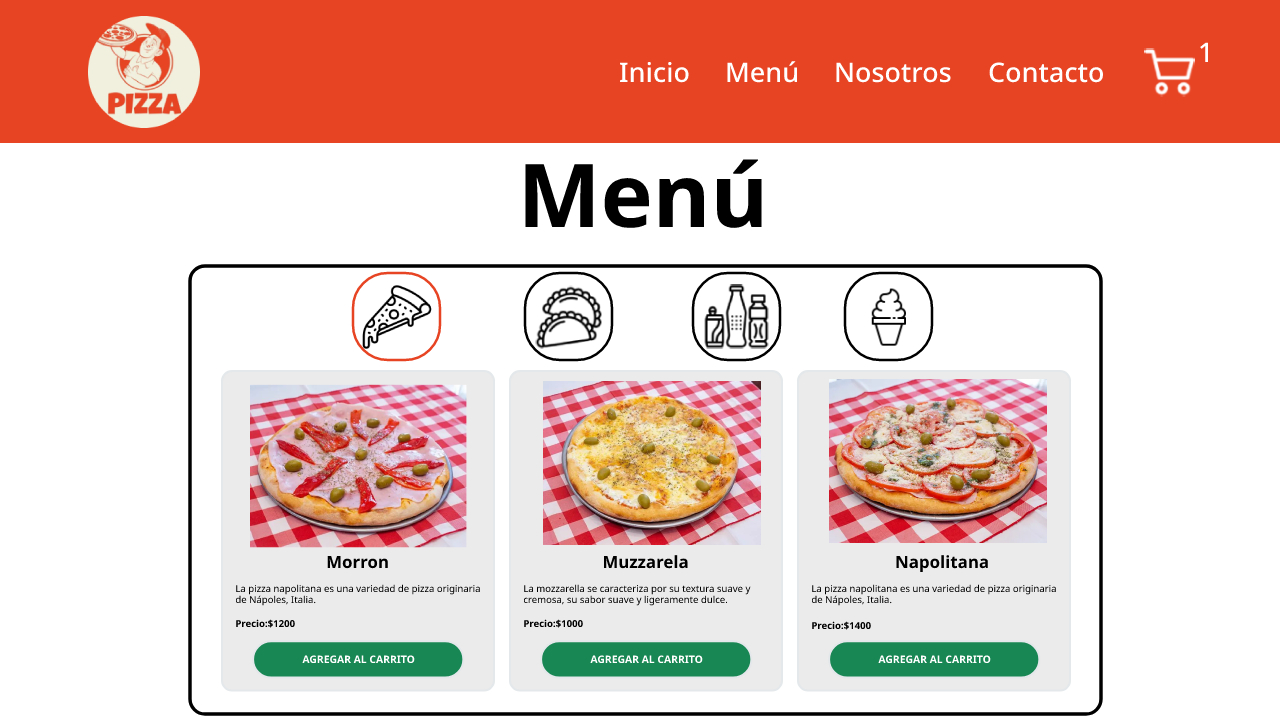 PIZZA
Inicio Menú Nosotros Contacto 1
Menú
Morron
La pizza napolitana es una variedad de pizza originaria
de Nápoles, Italia.
Precio:$1200
AGREGAR AL CARRITO
Muzzarela
La mozzarella se caracteriza por su textura suave y
cremosa, su sabor suave y ligeramente dulce.
Precio:$1000
AGREGAR AL CARRITO
Napolitana
La pizza napolitana es una variedad de pizza originaria
de Nápoles, Italia.
Precio:$1400
AGREGAR AL CARRITO